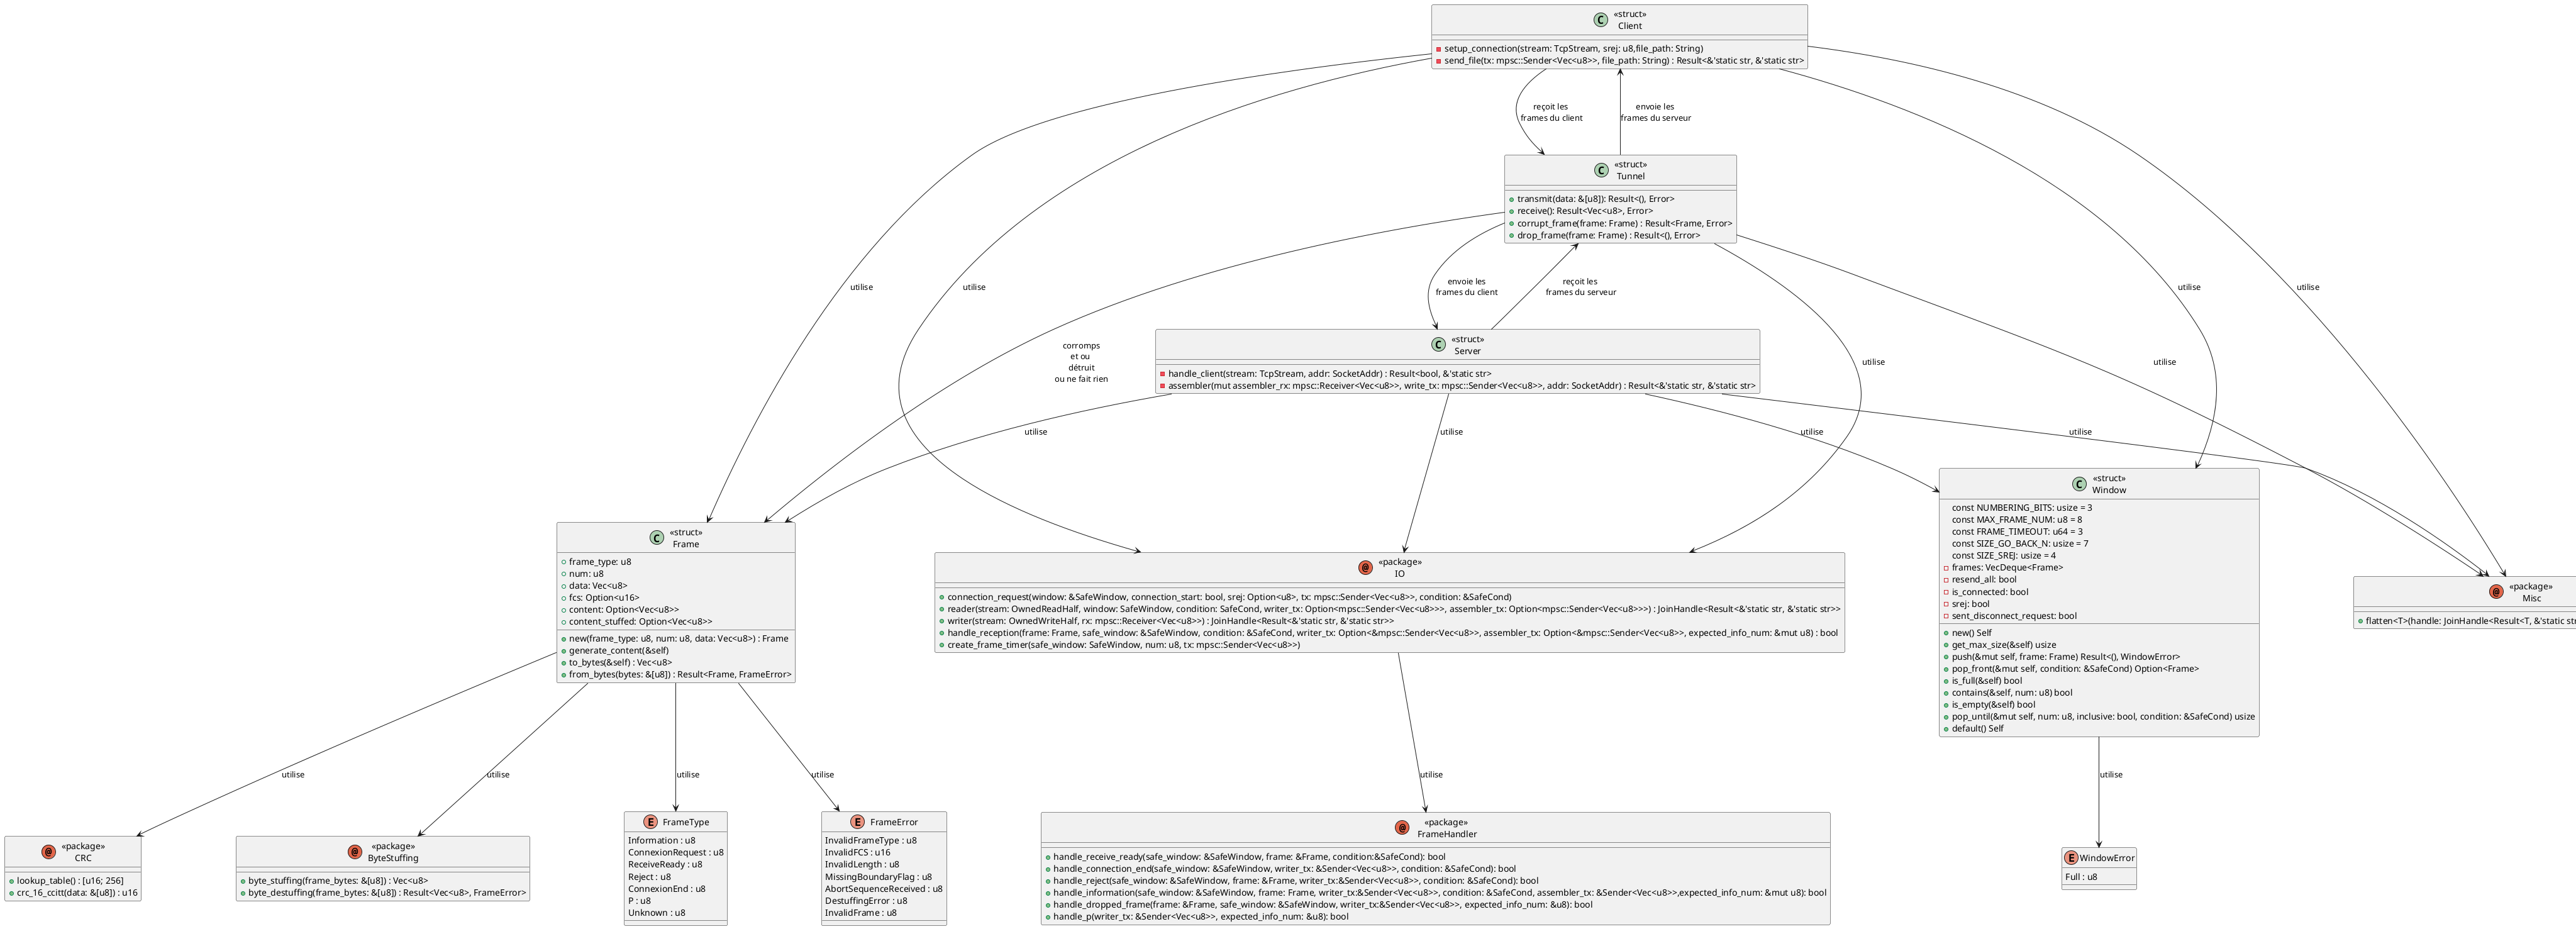 «struct»
Client
setup_connection(stream: TcpStream, srej: u8,file_path: String)
send_file(tx: mpsc::Sender<Vec<u8>>, file_path: String) : Result<&'static str, &'static str>
reçoit les
frames du client
envoie les
frames du serveur
«struct»
Tunnel
transmit(data: &[u8]): Result<(), Error>
receive(): Result<Vec<u8>, Error>
corrupt_frame(frame: Frame) : Result<Frame, Error>
drop_frame(frame: Frame) : Result<(), Error>
utilise
utilise
envoie les
frames du client
reçoit les
frames du serveur
utilise
utilise
corromps
et ou
détruit
ou ne fait rien
«struct»
Server
handle_client(stream: TcpStream, addr: SocketAddr) : Result<bool, &'static str>
assembler(mut assembler_rx: mpsc::Receiver<Vec<u8>>, write_tx: mpsc::Sender<Vec<u8>>, addr: SocketAddr) : Result<&'static str, &'static str>
utilise
utilise
utilise
utilise
utilise
utilise
«struct»
Frame
frame_type: u8
num: u8
data: Vec<u8>
fcs: Option<u16>
content: Option<Vec<u8>>
content_stuffed: Option<Vec<u8>>
new(frame_type: u8, num: u8, data: Vec<u8>) : Frame
generate_content(&self)
to_bytes(&self) : Vec<u8>
from_bytes(bytes: &[u8]) : Result<Frame, FrameError>
«package»
IO
connection_request(window: &SafeWindow, connection_start: bool, srej: Option<u8>, tx: mpsc::Sender<Vec<u8>>, condition: &SafeCond)
reader(stream: OwnedReadHalf, window: SafeWindow, condition: SafeCond, writer_tx: Option<mpsc::Sender<Vec<u8>>>, assembler_tx: Option<mpsc::Sender<Vec<u8>>>) : JoinHandle<Result<&'static str, &'static str>>
writer(stream: OwnedWriteHalf, rx: mpsc::Receiver<Vec<u8>>) : JoinHandle<Result<&'static str, &'static str>>
handle_reception(frame: Frame, safe_window: &SafeWindow, condition: &SafeCond, writer_tx: Option<&mpsc::Sender<Vec<u8>>, assembler_tx: Option<&mpsc::Sender<Vec<u8>>, expected_info_num: &mut u8) : bool
create_frame_timer(safe_window: SafeWindow, num: u8, tx: mpsc::Sender<Vec<u8>>)
«struct»
Window
const NUMBERING_BITS: usize = 3
const MAX_FRAME_NUM: u8 = 8
const FRAME_TIMEOUT: u64 = 3
const SIZE_GO_BACK_N: usize = 7
const SIZE_SREJ: usize = 4
frames: VecDeque<Frame>
resend_all: bool
is_connected: bool
srej: bool
sent_disconnect_request: bool
new() Self
get_max_size(&self) usize
push(&mut self, frame: Frame) Result<(), WindowError>
pop_front(&mut self, condition: &SafeCond) Option<Frame>
is_full(&self) bool
contains(&self, num: u8) bool
is_empty(&self) bool
pop_until(&mut self, num: u8, inclusive: bool, condition: &SafeCond) usize
default() Self
«package»
Misc
flatten<T>(handle: JoinHandle<Result<T, &'static
utilise
utilise
utilise
utilise
utilise
utilise
«package»
CRC
lookup_table() : [u16; 256]
crc_16_ccitt(data: &[u8]) : u16
«package»
ByteStuffing
byte_stuffing(frame_bytes: &[u8]) : Vec<u8>
byte_destuffing(frame_bytes: &[u8]) : Result<Vec<u8>, FrameError>
FrameType
Information : u8
ConnexionRequest : u8
ReceiveReady : u8
Reject : u8
ConnexionEnd : u8
P : u8
Unknown : u8
FrameError
InvalidFrameType : u8
InvalidFCS : u16
InvalidLength : u8
MissingBoundaryFlag : u8
AbortSequenceReceived : u8
DestuffingError : u8
InvalidFrame : u8
«package»
FrameHandler
handle_receive_ready(safe_window: &SafeWindow, frame: &Frame, condition:&SafeCond): bool
handle_connection_end(safe_window: &SafeWindow, writer_tx: &Sender<Vec<u8>>, condition: &SafeCond): bool
handle_reject(safe_window: &SafeWindow, frame: &Frame, writer_tx:&Sender<Vec<u8>>, condition: &SafeCond): bool
handle_information(safe_window: &SafeWindow, frame: Frame, writer_tx:&Sender<Vec<u8>>, condition: &SafeCond, assembler_tx: &Sender<Vec<u8>>,expected_info_num: &mut u8): bool
handle_dropped_frame(frame: &Frame, safe_window: &SafeWindow, writer_tx:&Sender<Vec<u8>>, expected_info_num: &u8): bool
handle_p(writer_tx: &Sender<Vec<u8>>, expected_info_num: &u8): bool
WindowError
Full : u8